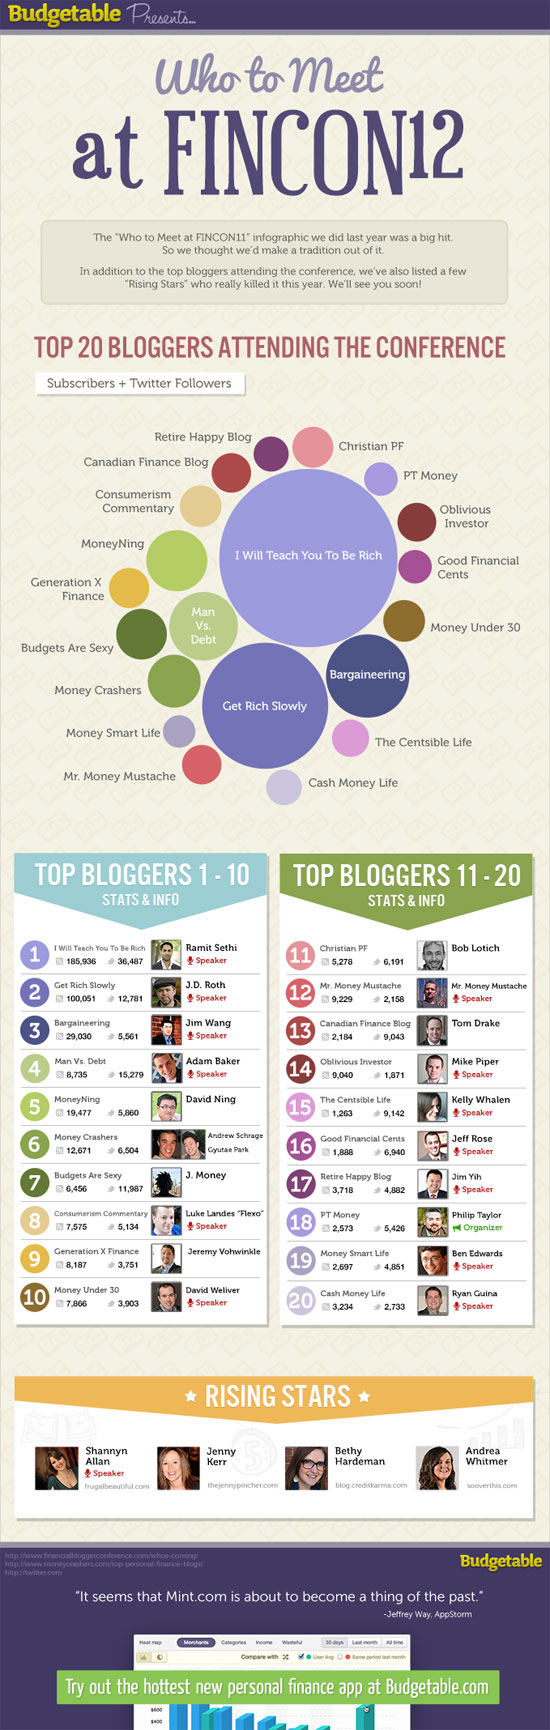 Budgetable Presents...
Who to Meet
at FINCON12
The "Who to Meet at FINCON11" infographic we did last year was a big hit.
So we thought we'd make a tradition out of it.
In addition to the top bloggers attending the conference, we've also listed a few
"Rising Stars" who really killed it this year. We'll see you soon!
TOP 20 BLOGGERS ATTENDING THE CONFERENCE
Subscribers + Twitter Followers
Retire Happy Blog
Christian PF
Canadian Finance Blog
PT Money
Consumerism
Commentary
Oblivious
Investor
MoneyNing
I Will Teach You To Be Rich
Good Financial
Cents
Generation X
Finance
Man
Vs.
Debt
Money Under 30
Budgets Are Sexy
Bargaineering
Money Crashers
Get Rich Slowly
Money Smart Life
The Centsible Life
Mr. Money Mustache
Cash Money Life
TOP BLOGGERS 1 - 10
STATS & INFO
1 I Will Teach You To Be Rich Ramit Sethi
185,936 36,487 Speaker
2 Get Rich Slowly J.D. Roth
100,051 12,781 Speaker
3 Bargaineering Jim Wang
29,030 5,561 Speaker
4 Man Vs. Debt Adam Baker
8,735 15,279 Speaker
5 MoneyNing David Ning
19,477 5,860
6 Money Crashers Andrew Schrage
12,671 6,504 Gyutae Park
7 Budgets Are Sexy J. Money
6,456 11,987
8 Consumerism Commentary Luke Landes "Flexo"
7,575 5,134 Speaker
9 Generation X Finance Jeremy Vohwinkle
8,187 3,751
10 Money Under 30 David Weliver
7,866 3,903 Speaker
TOP BLOGGERS 11 - 20
STATS & INFO
11 Christian PF Bob Lotich
5,278 6,191
12 Mr. Money Mustache Mr. Money Mustache
9,229 2,158 Speaker
13 Canadian Finance Blog Tom Drake
2,184 9,043
14 Oblivious Investor Mike Piper
9,040 1,871 Speaker
15 The Centsible Life Kelly Whalen
1,263 9,142 Speaker
16 Good Financial Cents Jeff Rose
1,888 6,940 Speaker
17 Retire Happy Blog Jim Yih
3,718 4,882 Speaker
18 PT Money Philip Taylor
2,573 5,426 Organizer
19 Money Smart Life Ben Edwards
2,697 4,851 Speaker
20 Cash Money Life Ryan Guina
3,234 2,733 Speaker
RISING STARS
Shannyn
Allan
Speaker
frugalbeautiful.com
Jenny
Kerr
thejennypincher.com
Bethy
Hardeman
blog.creditkarma.com
Andrea
Whitmer
sooverthis.com
http://www.financialbloggerconference.com/whos-coming/
http://www.moneycrashers.com/top-personal-finance-blogs/
http://twitter.com
Budgetable
"It seems that Mint.com is about to become a thing of the past."
-Jeffrey Way, AppStorm
Heat map Merchants Categories Income Wasteful 30 days Last month All time
Compare with User Avg Same period last month
Try out the hottest new personal finance app at Budgetable.com
$600
$400